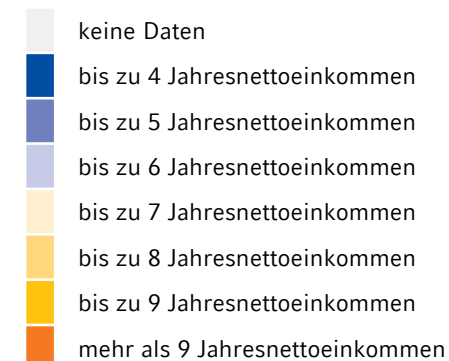 keine Daten
bis zu 4 Jahresnettoeinkommen
bis zu 5 Jahresnettoeinkommen
bis zu 6 Jahresnettoeinkommen
bis zu 7 Jahresnettoeinkommen
bis zu 8 Jahresnettoeinkommen
bis zu 9 Jahresnettoeinkommen
mehr als 9 Jahresnettoeinkommen